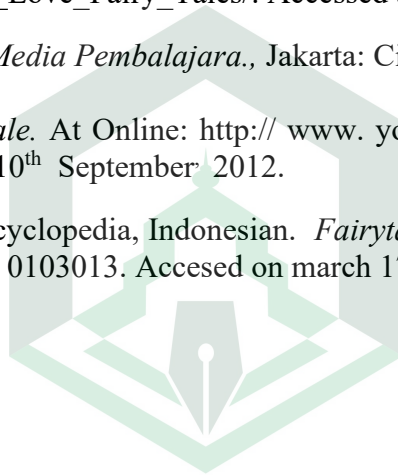 _Love_Fairy_Tales/. Accessed
Media Pembalajara., Jakarta: Ci
ale. At Online: http:// www. yo
10th September 2012.
cyclopedia, Indonesian. Fairyt
0103013. Accesed on march 1